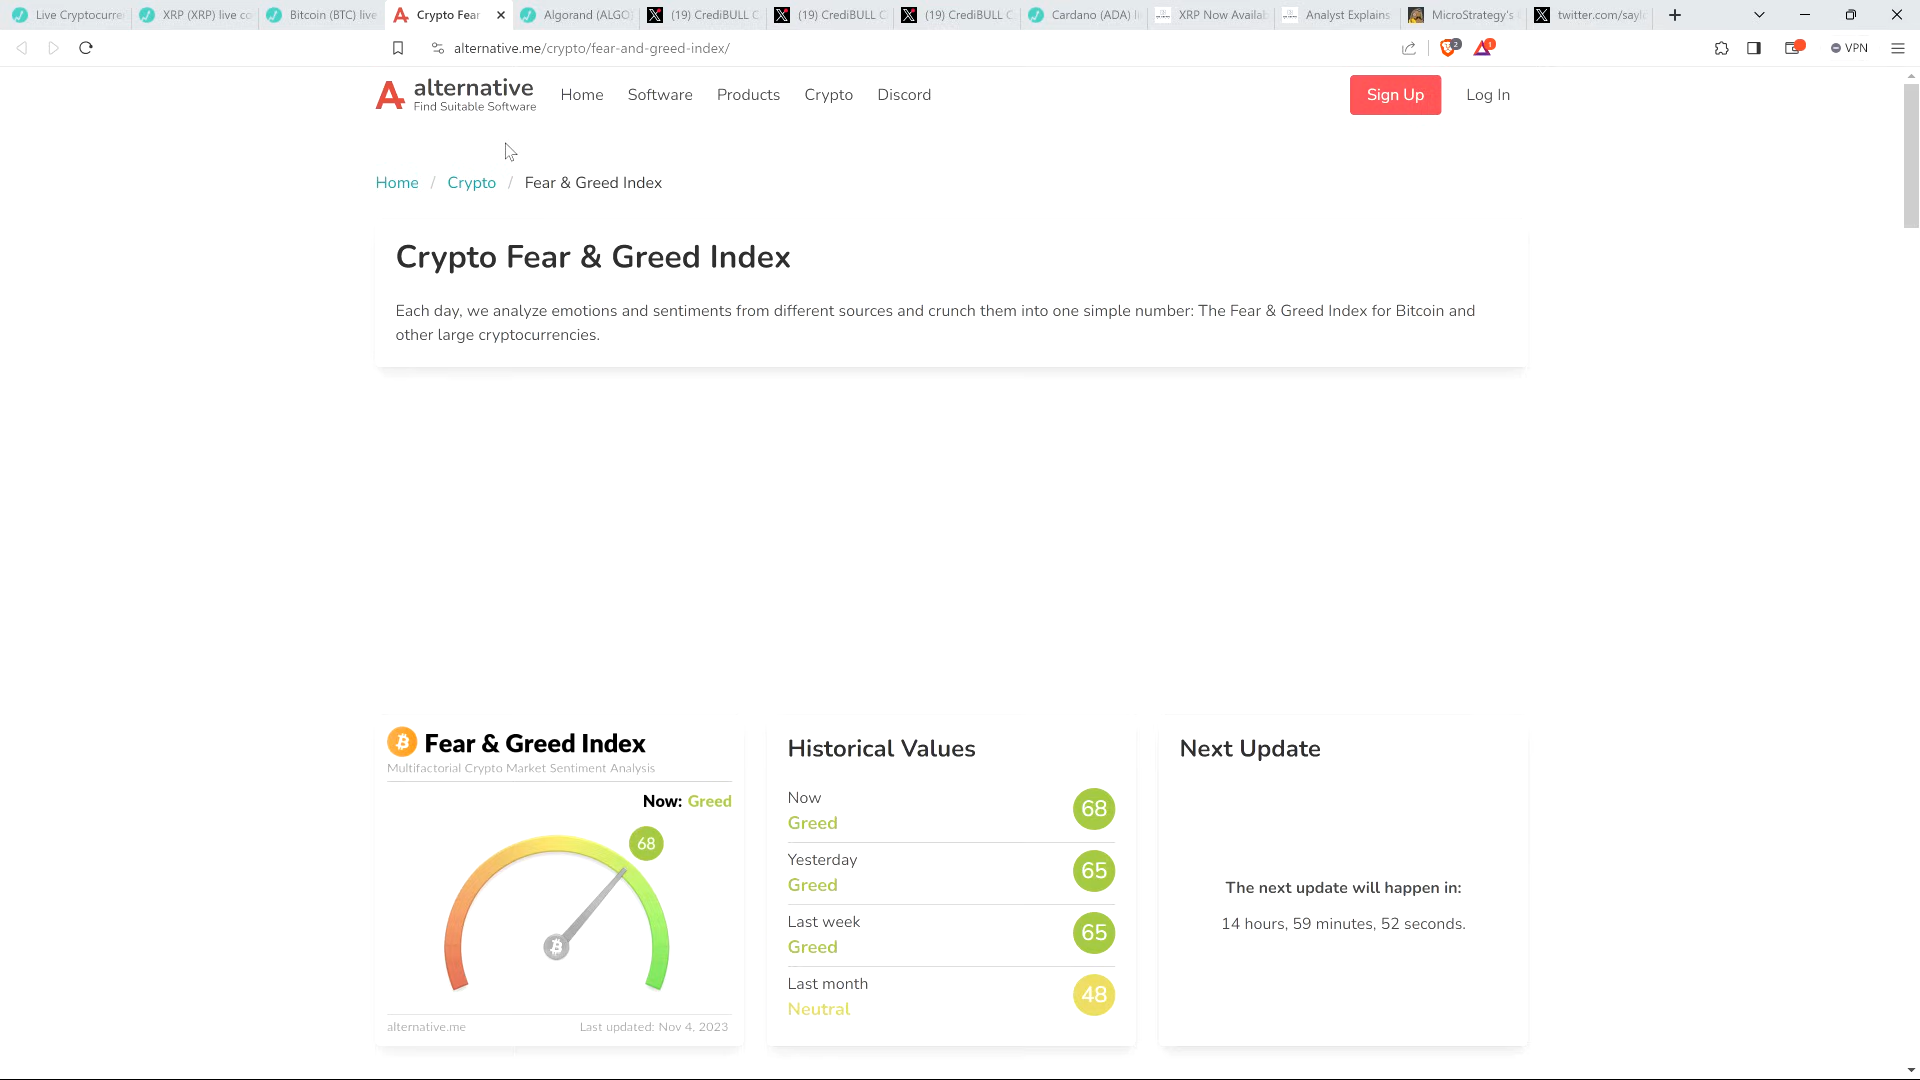 Live Cryptocurre
XRP (XRP) live co
Bitcoin (BTC) live
Crypto Fear
Algorand (ALGO)
(19) CrediBULL C
(19) CrediBULL C
(19) CrediBULL C
Cardano (ADA) li
XRP Now Availab
Analyst Explains
MicroStrategy's
twitter.com/saylo
alternative.me/crypto/fear-and-greed-index/
2
1
VPN
alternative
Find Suitable Software
Home
Software
Products
Crypto
Discord
Sign Up
Log In
Home / Crypto / Fear & Greed Index
Crypto Fear & Greed Index
Each day, we analyze emotions and sentiments from different sources and crunch them into one simple number: The Fear & Greed Index for Bitcoin and
other large cryptocurrencies.
Fear & Greed Index
Multifactorial Crypto Market Sentiment Analysis
Now: Greed
68
alternative.me
Last updated: Nov 4, 2023
Historical Values
Now
Greed
68
Yesterday
Greed
65
Last week
Greed
65
Last month
Neutral
48
Next Update
The next update will happen in:
14 hours, 59 minutes, 52 seconds.